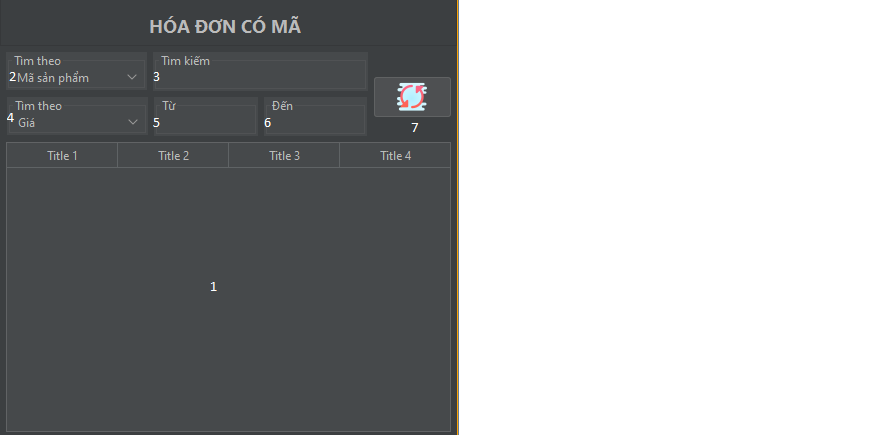 HÓA ĐƠN CÓ MÃ
Tìm theo
Tìm kiếm
2 Mã sản phẩm
3
Tìm theo
Từ
Đến
4 Giá
5
6
7
Title 1 Title 2 Title 3 Title 4
1